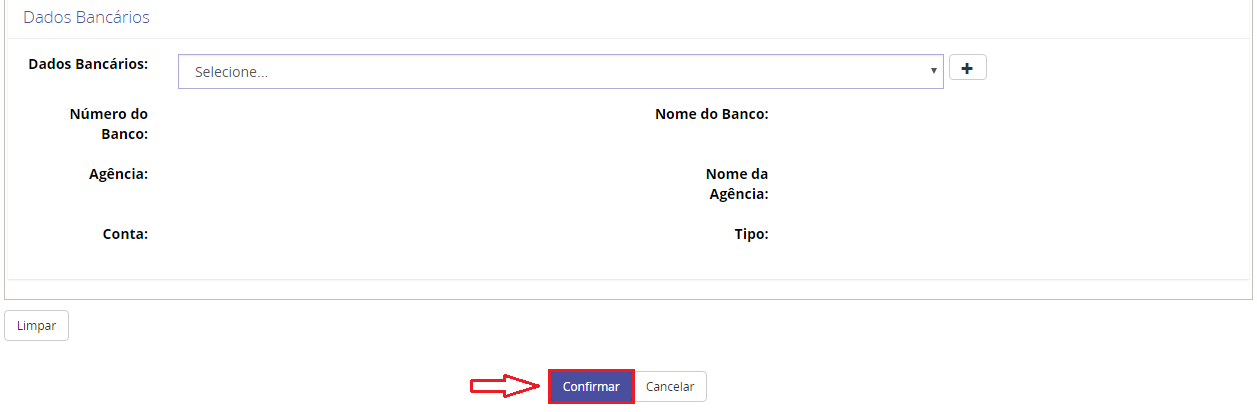 Dados Bancários
Dados Bancários:
Selecione...
Número do
Banco:
Nome do Banco:
Agência:
Nome da
Agência:
Conta:
Tipo:
Limpar
Confirmar
Cancelar